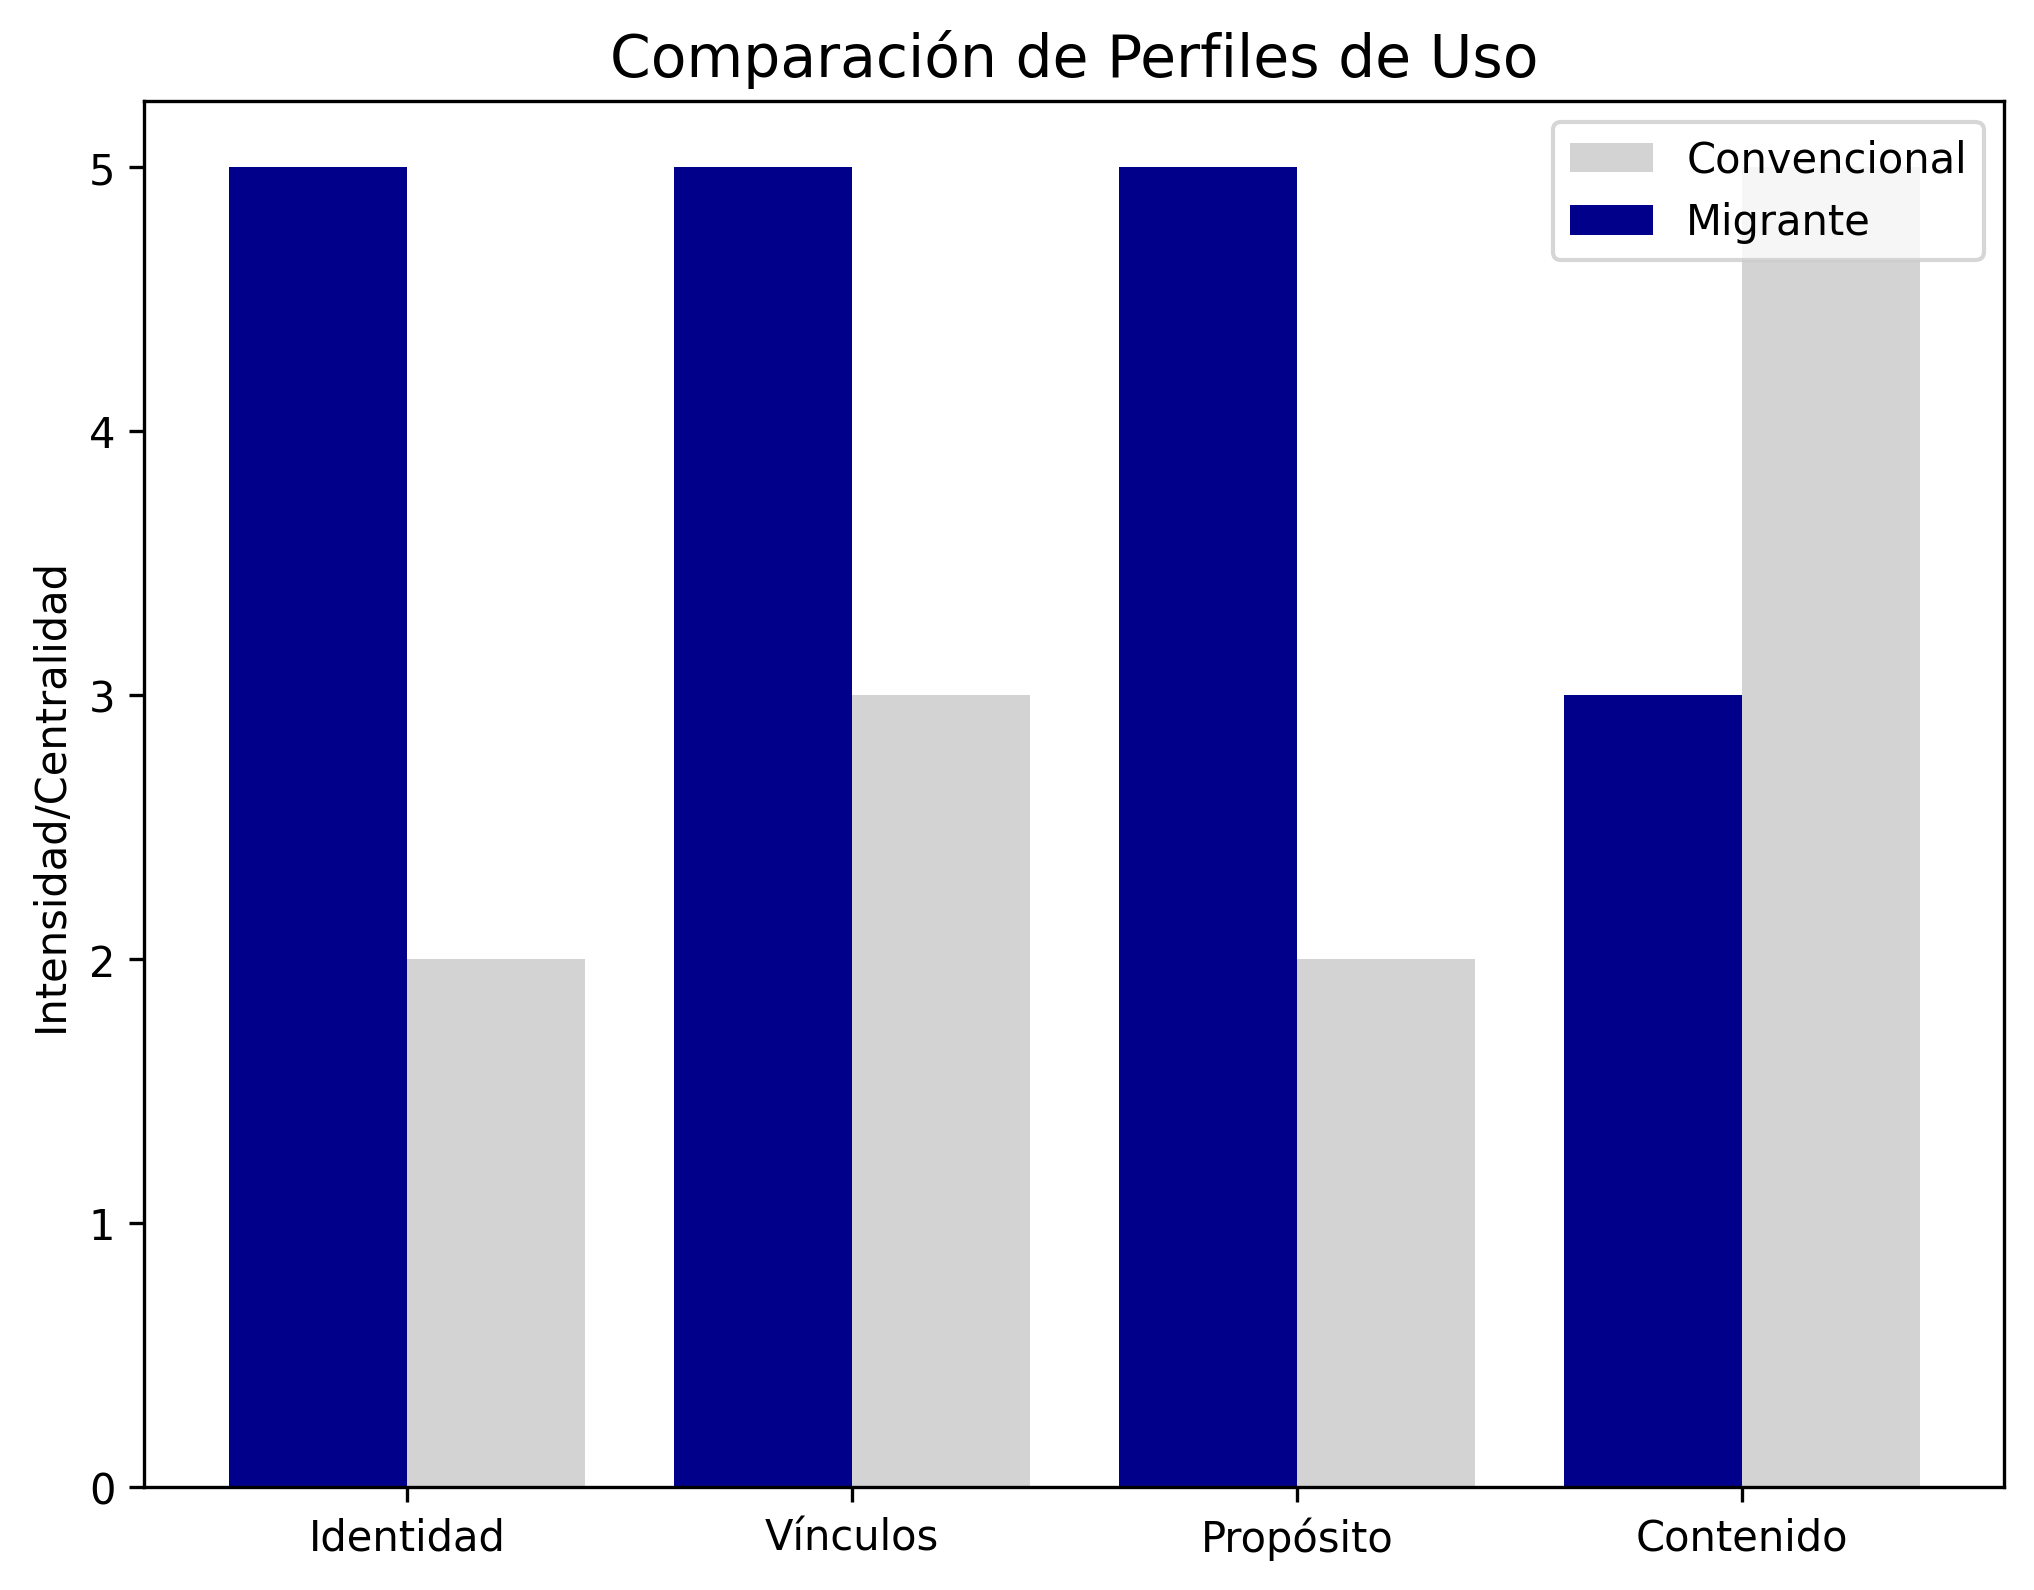 Comparación de Perfiles de Uso
Convencional
Migrante
Intensidad/Centralidad
5
4
3
2
1
0
Identidad
Vínculos
Propósito
Contenido